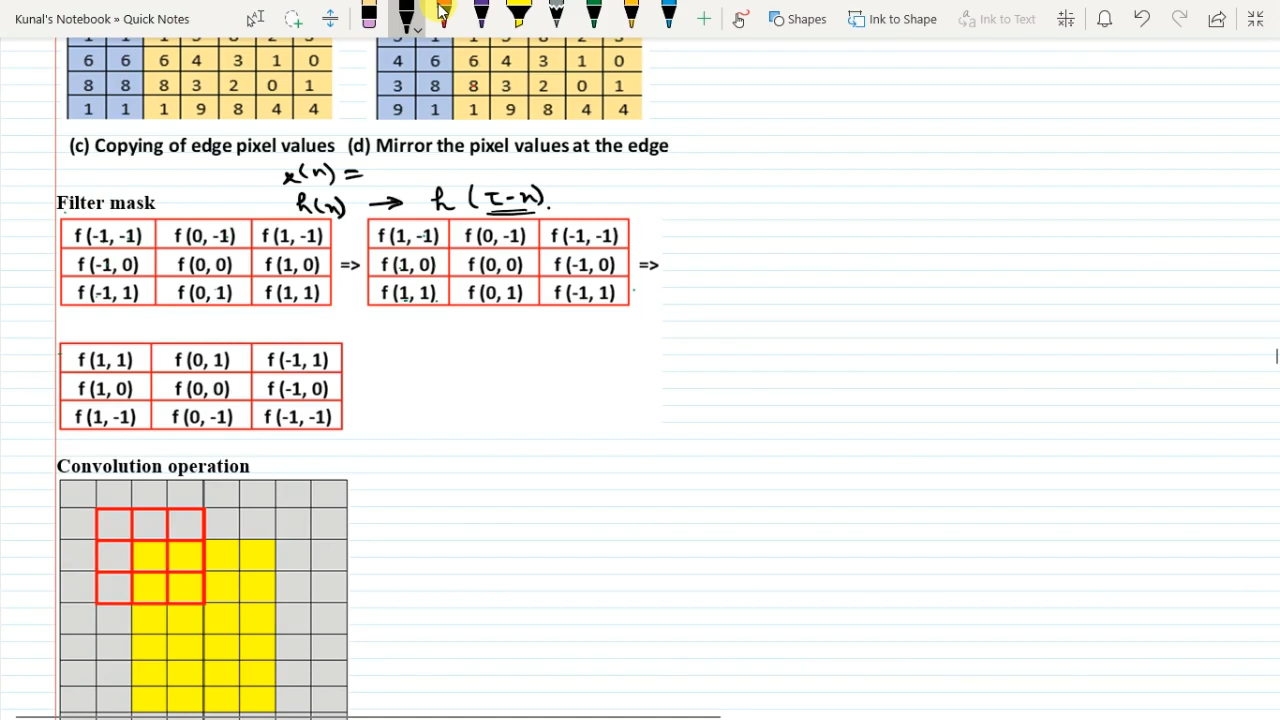 Kunal's Notebook » Quick Notes
Shapes
Ink to Shape
Ink to Text
6 6 6 4 3 1 0
8 8 8 3 2 0 1
1 1 1 9 8 4 4
4 6 6 4 3 1 0
3 8 8 3 2 0 1
9 1 1 9 8 4 4
(c) Copying of edge pixel values (d) Mirror the pixel values at the edge
x(n) =
h(n) → h (τ-n).
Filter mask
f (-1, -1) f (0, -1) f (1, -1)
f (-1, 0) f (0, 0) f (1, 0)
f (-1, 1) f (0, 1) f (1, 1)
=>
f (1, -1) f (0, -1) f (-1, -1)
f (1, 0) f (0, 0) f (-1, 0)
f (1, 1) f (0, 1) f (-1, 1)
=>
f (1, 1) f (0, 1) f (-1, 1)
f (1, 0) f (0, 0) f (-1, 0)
f (1, -1) f (0, -1) f (-1, -1)
Convolution operation